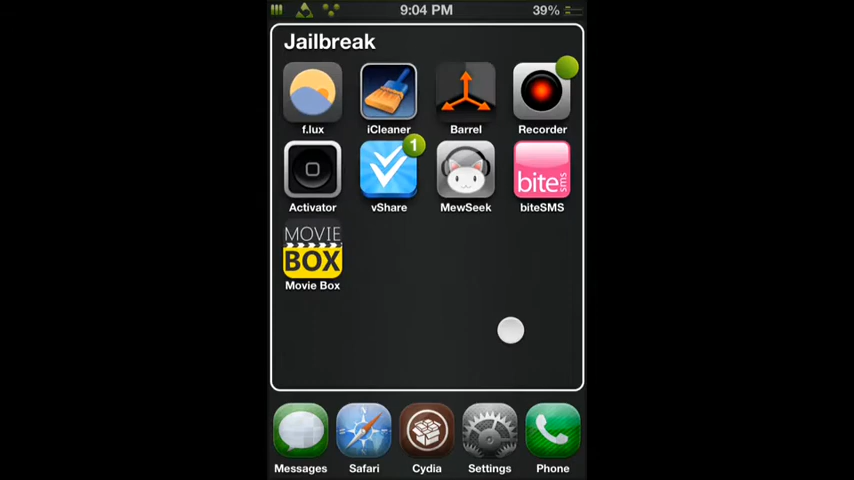 9:04 PM 39%
Jailbreak
f.lux iCleaner Barrel Recorder
1
bite sms
Activator vShare MewSeek biteSMS
MOVIE
BOX
Movie Box
Messages Safari Cydia Settings Phone